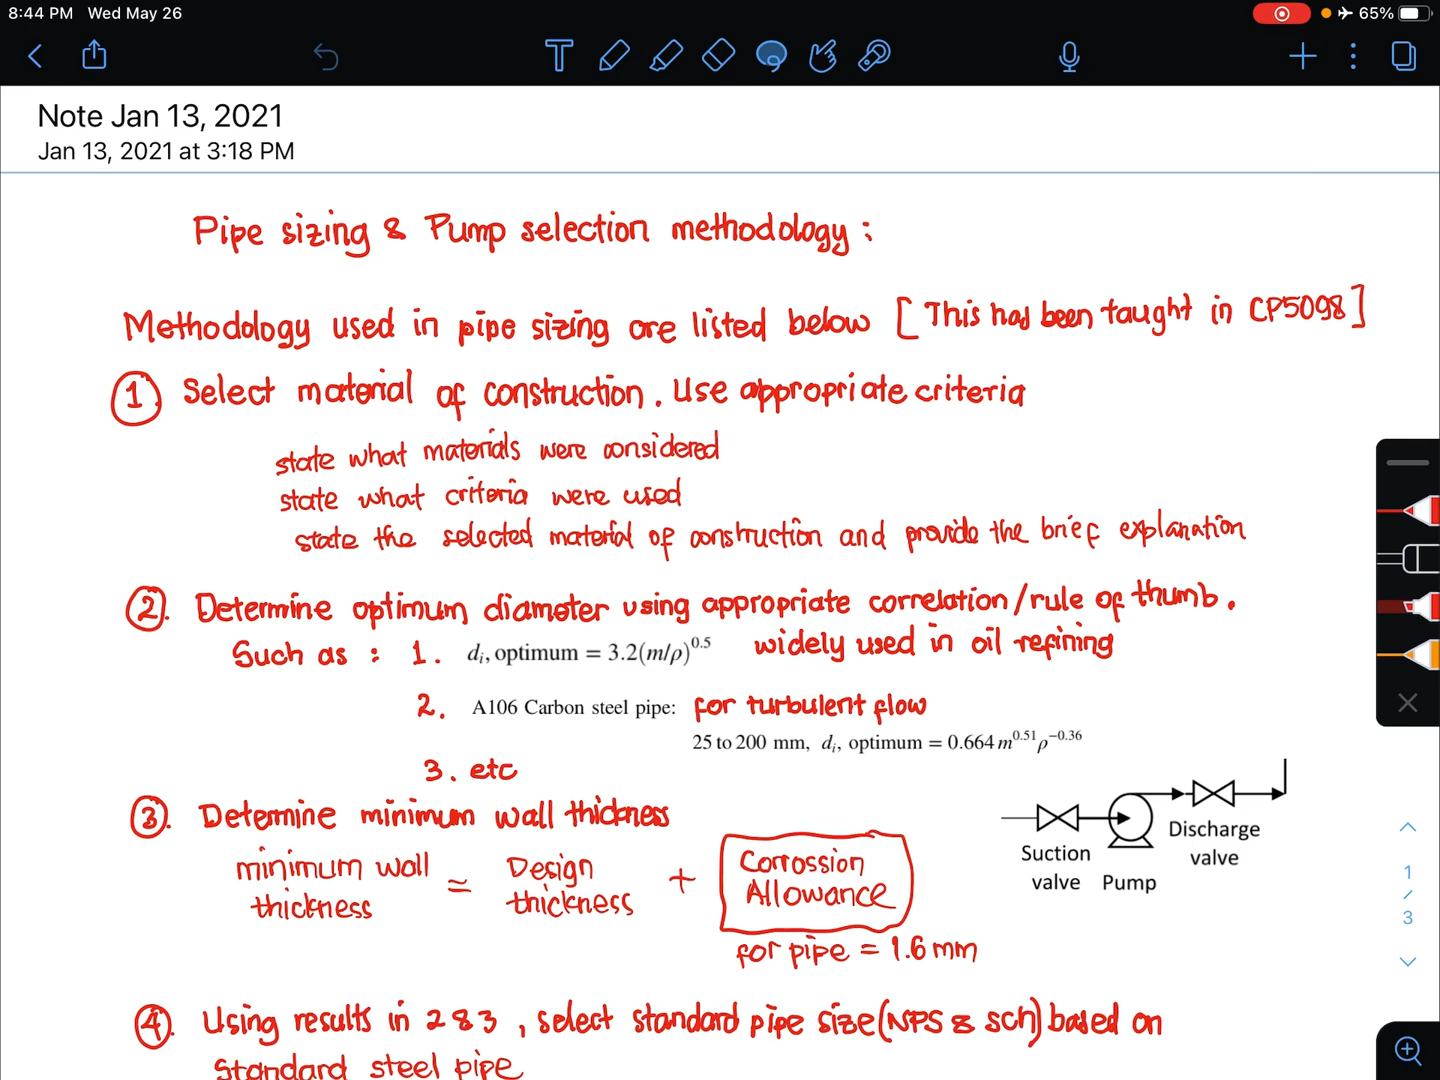 8:44 PM Wed May 26
65%
Note Jan 13, 2021
Jan 13, 2021 at 3:18 PM
Pipe sizing & Pump selection methodology :
Methodology used in pipe sizing are listed below [This has been taught in CP5098]
1 Select material of construction. Use appropriate criteria
state what materials were considered
state what criteria were used
state the selected material of construction and provide the brief explanation
2. Determine optimum diameter using appropriate correlation/rule of thumb.
Such as : 1. di, optimum = 3.2(m/ρ)^0.5 widely used in oil refining
2. A106 Carbon steel pipe: for turbulent flow
25 to 200 mm, di, optimum = 0.664 m^0.51 ρ^−0.36
3. etc
3. Determine minimum wall thickness
minimum wall thickness = Design thickness + Corrossion Allowance
for pipe = 1.6 mm
Suction valve
Pump
Discharge valve
1 / 3
4. Using results in 2 & 3, select standard pipe size (NPS & sch) based on
standard steel pipe